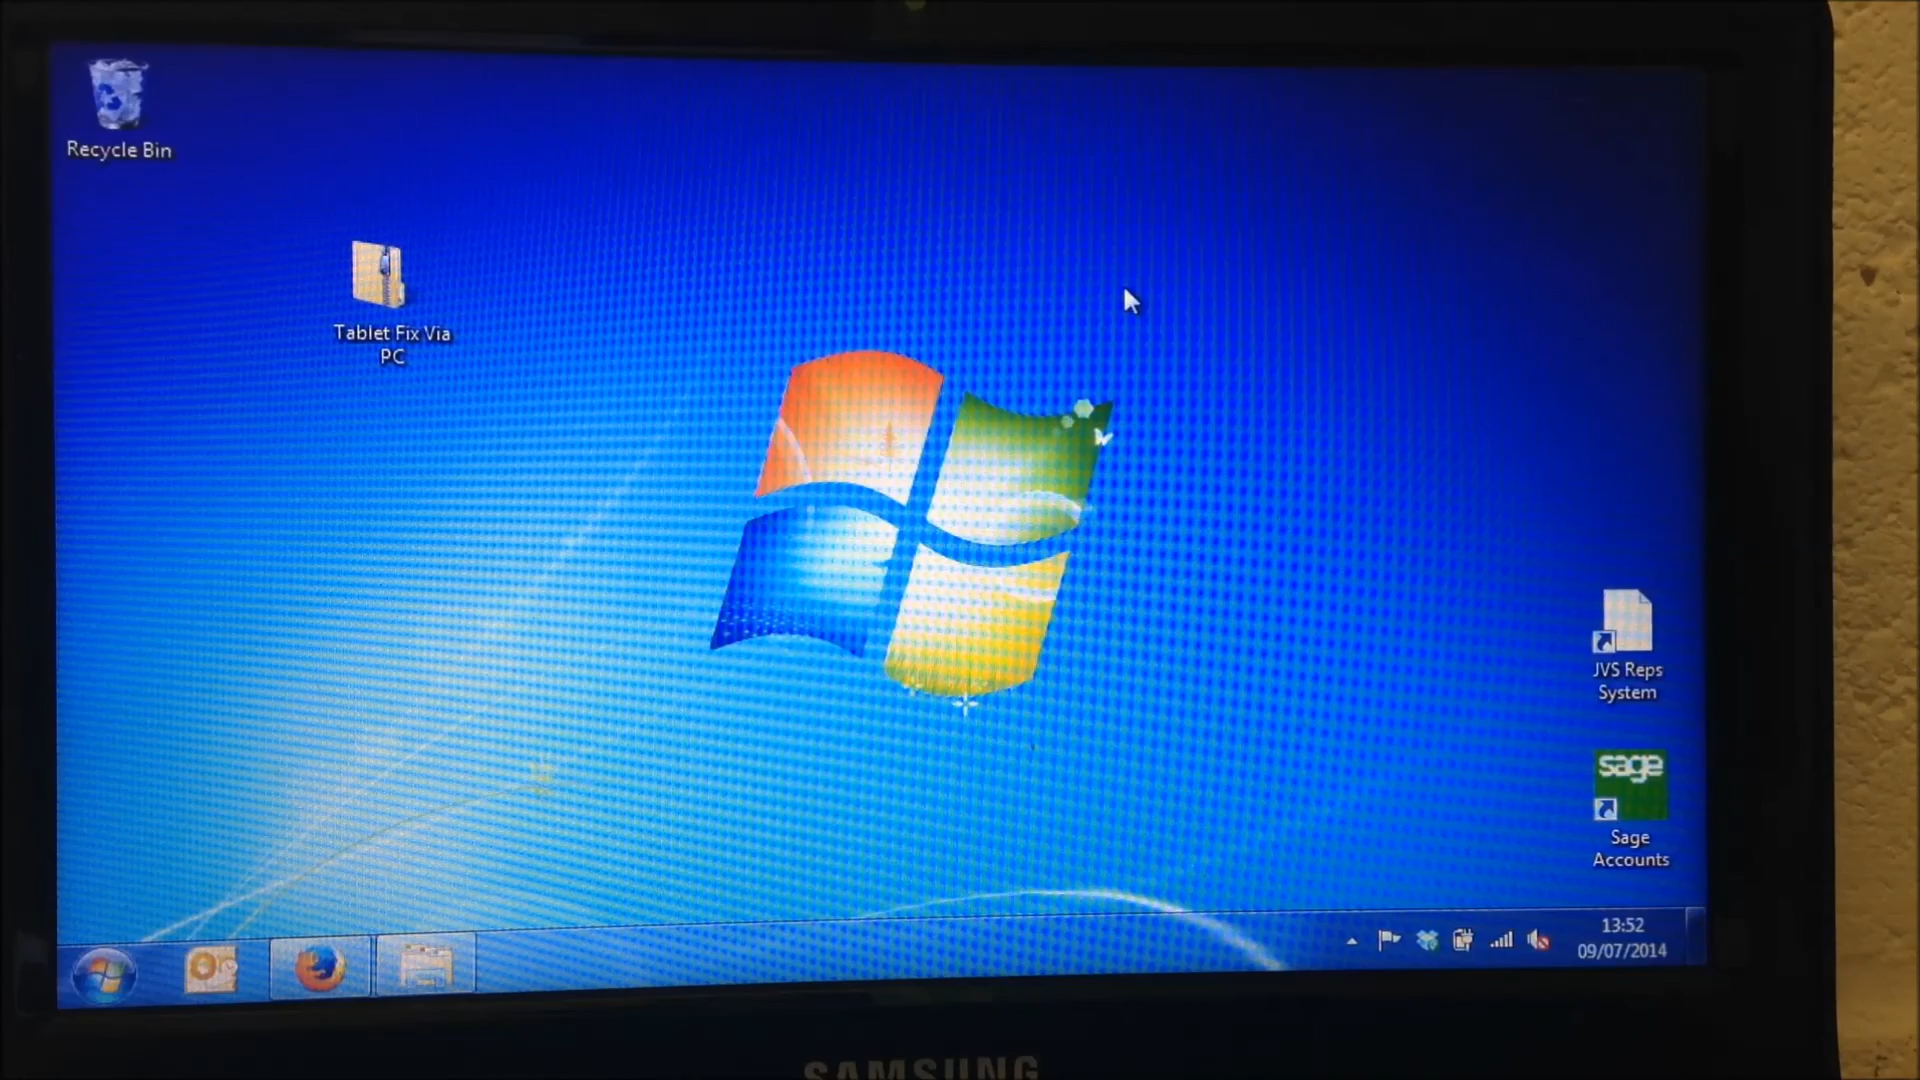 Recycle Bin
Tablet Fix Via
PC
JVS Reps
System
sage
Sage
Accounts
13:52
09/07/2014
SAMSUNG